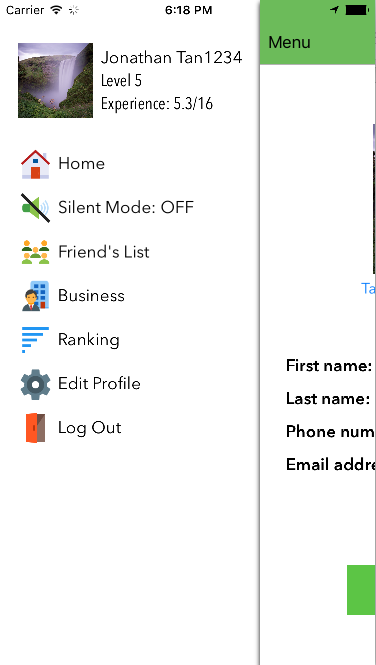 Carrier 6:18 PM
Jonathan Tan1234
Level 5
Experience: 5.3/16
Home
Silent Mode: OFF
Friend's List
Business
Ranking
Edit Profile
Log Out
Menu
Ta
First name:
Last name:
Phone num
Email addre